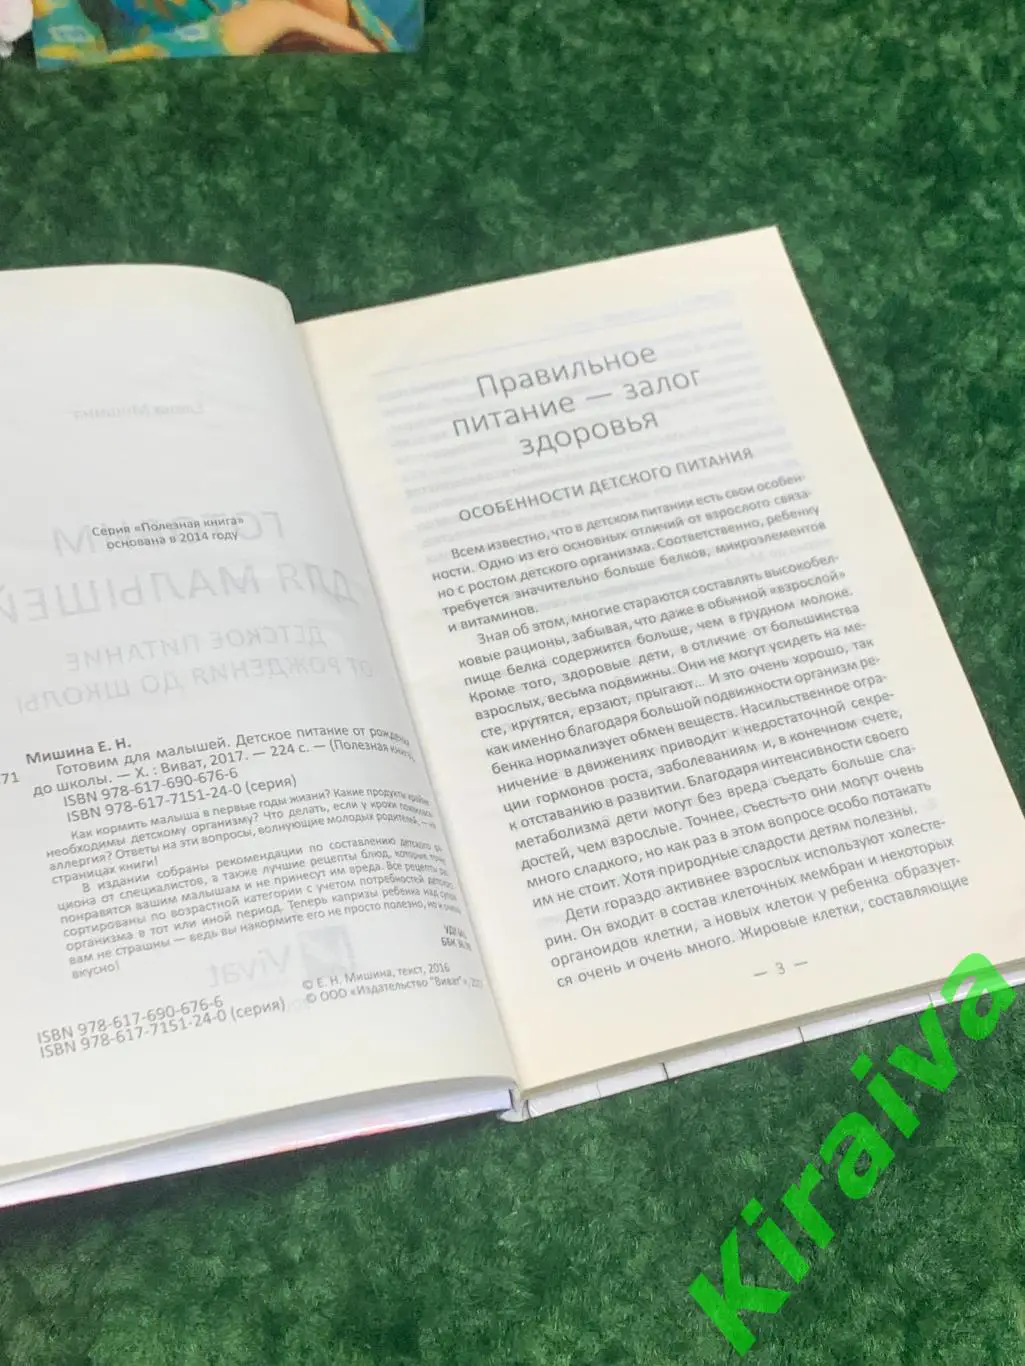 Серия «Полезная книга»
основана в 2014 году
Мишина Е. Н.
71
Готовим для малышей. Детское питание от рождения
до школы. — Х. : Виват, 2017. — 224 с. — (Полезная книга).
ISBN 978-617-690-676-6
ISBN 978-617-7151-24-0 (серия)
Как кормить малыша в первые годы жизни? Какие продукты крайне
необходимы детскому организму? Что делать, если у крохи появилась
аллергия? Ответы на эти вопросы, волнующие молодых родителей, — на
страницах книги!
В издании собраны рекомендации по составлению детского ра-
циона от специалистов, а также лучшие рецепты блюд, которые точно
понравятся вашим малышам и не принесут им вреда. Все рецепты рас-
сортированы по возрастной категории с учетом потребностей детского
организма в тот или иной период. Теперь капризы ребенка над супом
вам не страшны — ведь вы накормите его не просто полезно, но и очень
вкусно!
УДК
ББК
© Е. Н. Мишина, текст, 2016
© ООО «Издательство "Виват"»,
ISBN 978-617-690-676-6
ISBN 978-617-7151-24-0 (серия)
Правильное
питание — залог
здоровья
ОСОБЕННОСТИ ДЕТСКОГО ПИТАНИЯ
Всем известно, что в детском питании есть свои особен-
ности. Одно из его основных отличий от взрослого связа-
но с ростом детского организма. Соответственно, ребенку
требуется значительно больше белков, микроэлементов
и витаминов.
Зная об этом, многие стараются составлять высокобел-
ковые рационы, забывая, что даже в обычной «взрослой»
пище белка содержится больше, чем в грудном молоке.
Кроме того, здоровые дети, в отличие от большинства
взрослых, весьма подвижны. Они не могут усидеть на ме-
сте, крутятся, ерзают, прыгают... И это очень хорошо, так
как именно благодаря большой подвижности организм ре-
бенка нормализует обмен веществ. Насильственное огра-
ничение в движениях приводит к недостаточной секре-
ции гормонов роста, заболеваниям и, в конечном счете,
к отставанию в развитии. Благодаря интенсивности своего
метаболизма дети могут без вреда съедать больше сла-
достей, чем взрослые. Точнее, съесть-то они могут очень
много сладкого, но как раз в этом вопросе особо потакать
им не стоит. Хотя природные сладости детям полезны.
Дети гораздо активнее взрослых используют холесте-
рин. Он входит в состав клеточных мембран и некоторых
органоидов клетки, а новых клеток у ребенка образует-
ся очень и очень много. Жировые клетки, составляющие
— 3 —
Kiraiva